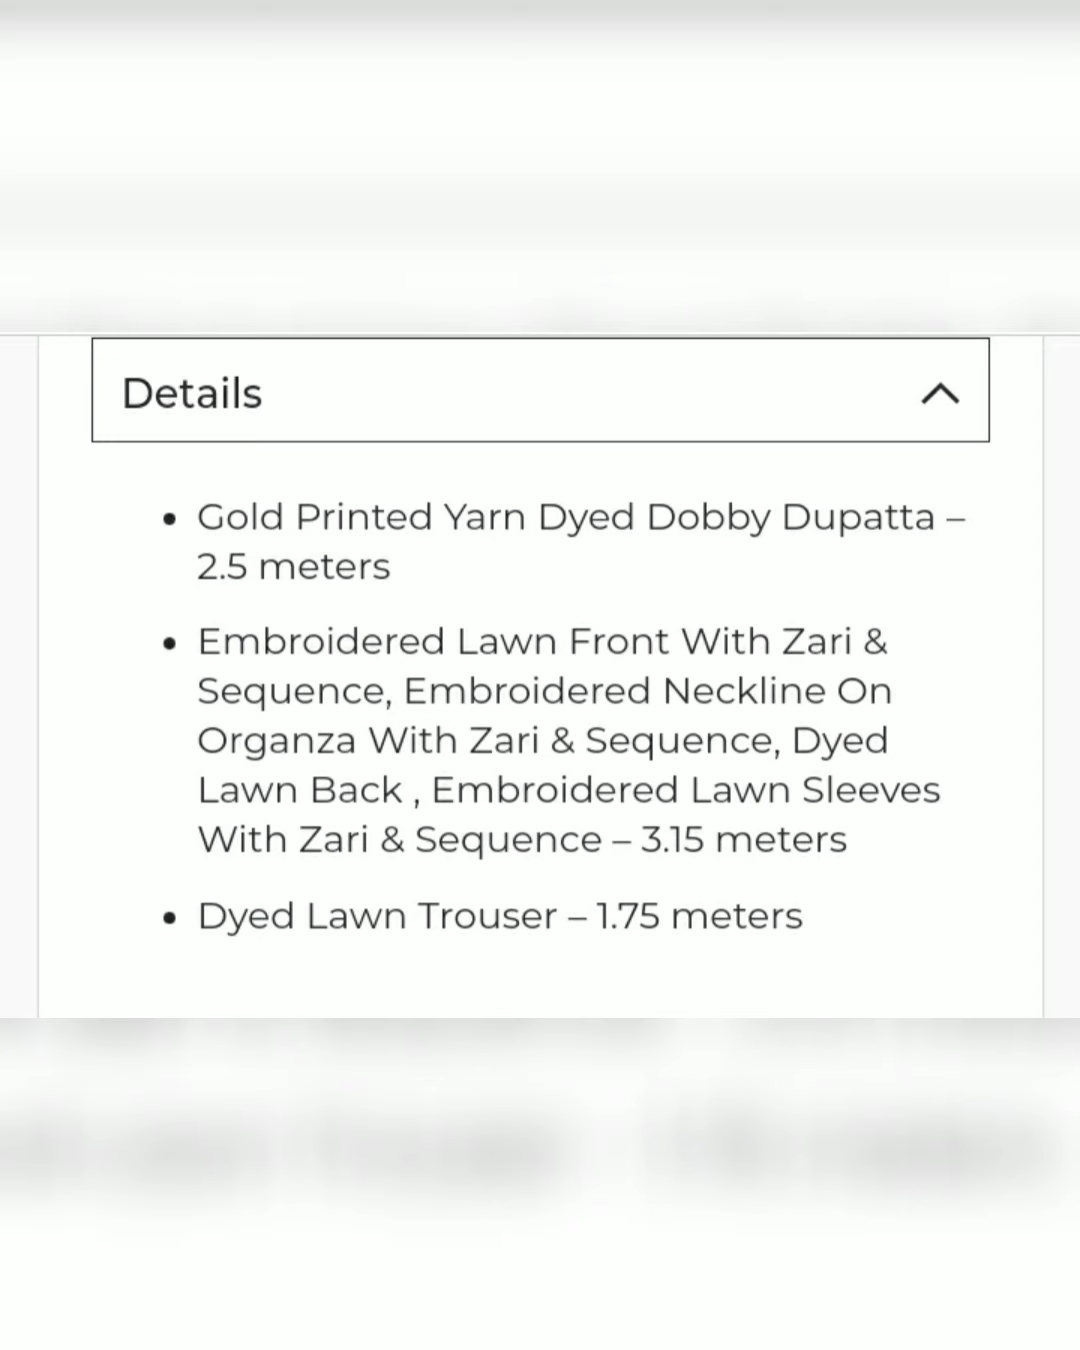 Details
Gold Printed Yarn Dyed Dobby Dupatta –
2.5 meters
Embroidered Lawn Front With Zari &
Sequence, Embroidered Neckline On
Organza With Zari & Sequence, Dyed
Lawn Back , Embroidered Lawn Sleeves
With Zari & Sequence – 3.15 meters
Dyed Lawn Trouser – 1.75 meters